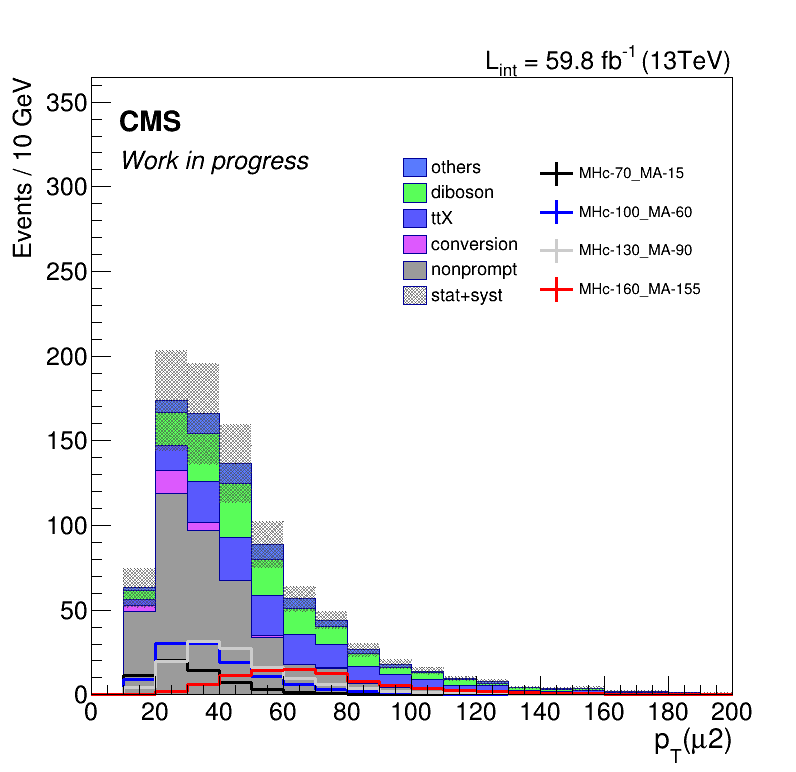 L_int = 59.8 fb^-1 (13TeV)
Events / 10 GeV
350
300
250
200
150
100
50
0
CMS
Work in progress
others
diboson
ttX
conversion
nonprompt
stat+syst
MHc-70_MA-15
MHc-100_MA-60
MHc-130_MA-90
MHc-160_MA-155
0 20 40 60 80 100 120 140 160 180 200
p_T(μ2)